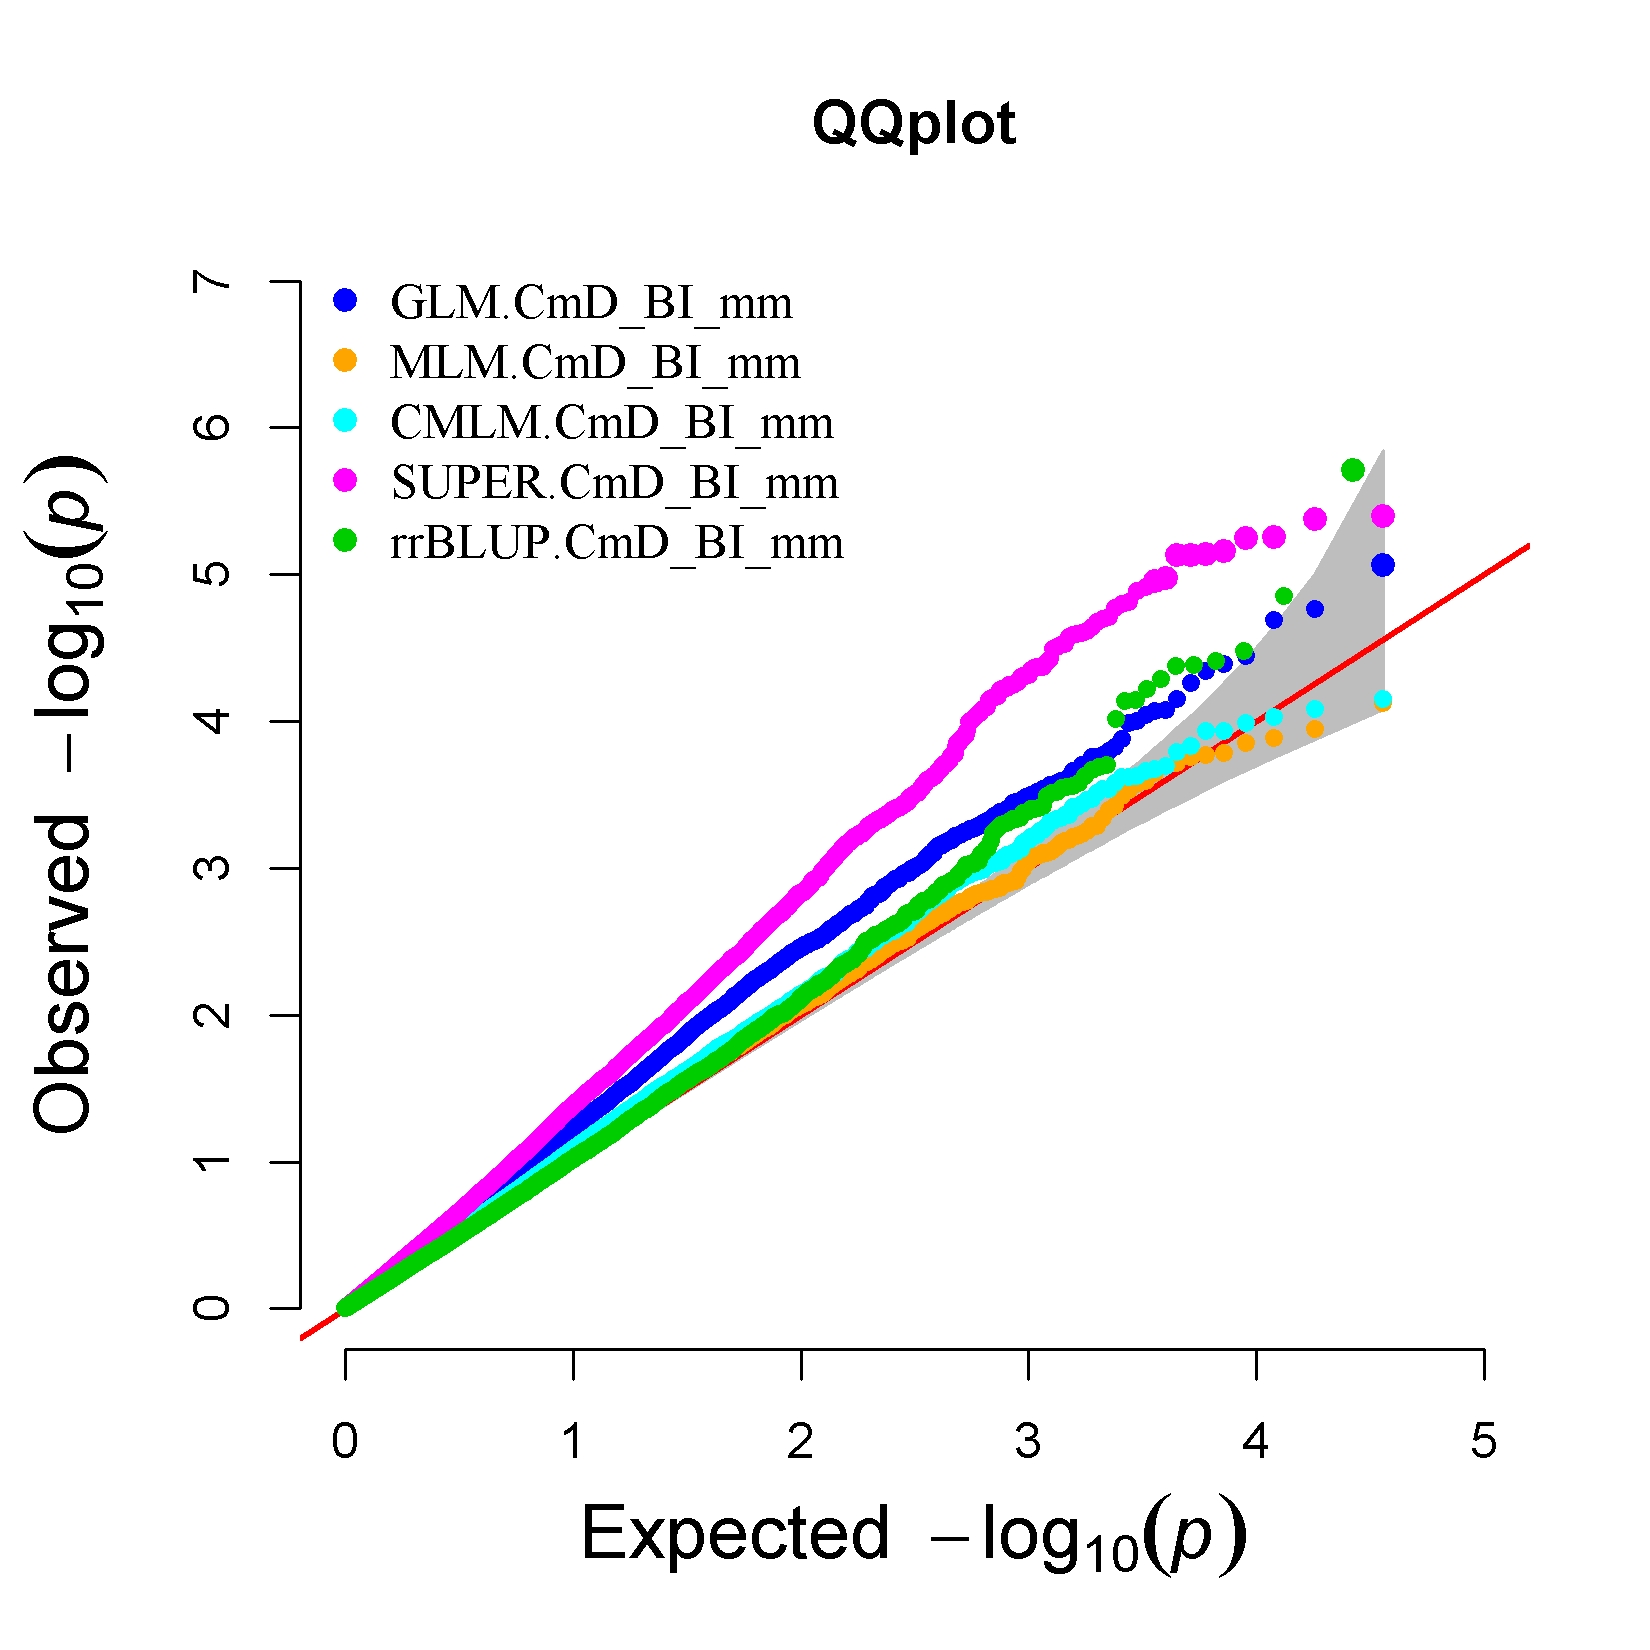 QQplot
7
6
5
4
3
2
1
0
GLM.CmD_BI_mm
MLM.CmD_BI_mm
CMLM.CmD_BI_mm
SUPER.CmD_BI_mm
rrBLUP.CmD_BI_mm
Observed −log10(p)
0 1 2 3 4 5
Expected −log10(p)